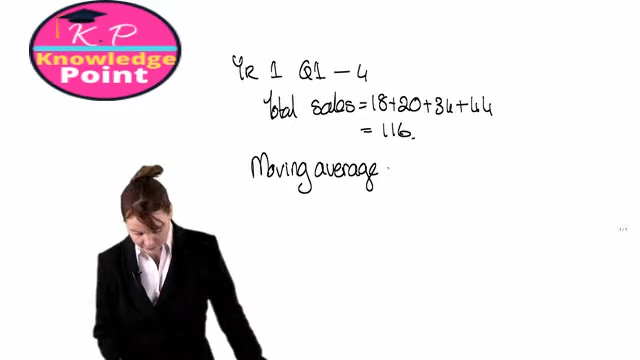 K.P
Knowledge
Point
Yr 1 Q1 – 4
Total sales = 18+20+34+44
= 116.
Moving average